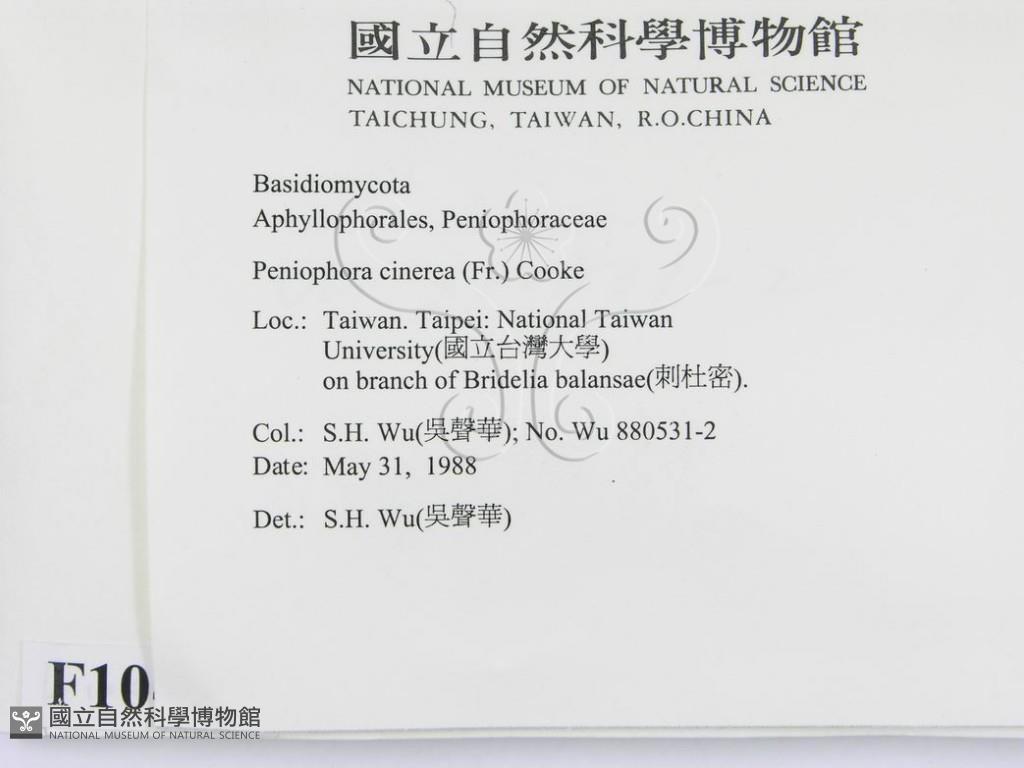 國立自然科學博物館
NATIONAL MUSEUM OF NATURAL SCIENCE
TAICHUNG, TAIWAN, R.O.CHINA
Basidiomycota
Aphyllophorales, Peniophoraceae
Peniophora cinerea (Fr.) Cooke
Loc.: Taiwan. Taipei: National Taiwan
University(國立台灣大學)
on branch of Bridelia balansae(刺杜密).
Col.: S.H. Wu(吳聲華); No. Wu 880531-2
Date: May 31, 1988
Det.: S.H. Wu(吳聲華)
F10
國立自然科學博物館
NATIONAL MUSEUM OF NATURAL SCIENCE